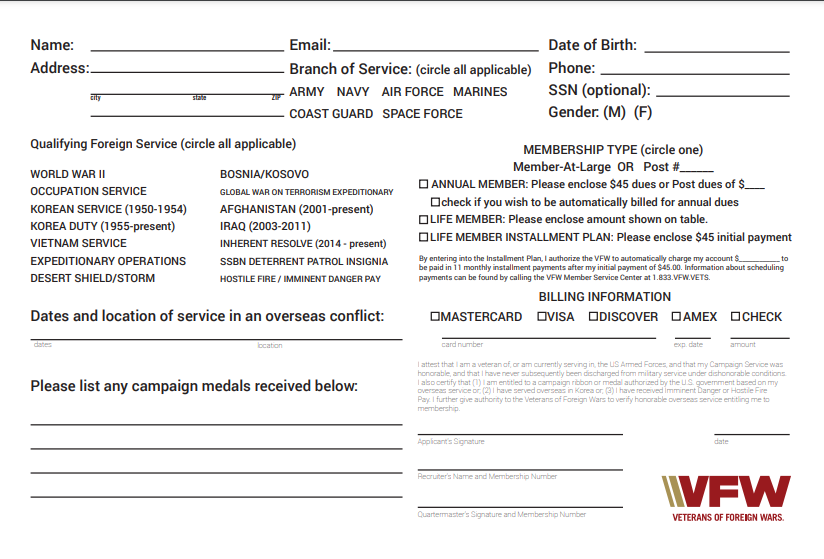 Name: Email: Date of Birth:
Address: Branch of Service: (circle all applicable) Phone:
city state ZIP
ARMY NAVY AIR FORCE MARINES
SSN (optional):
COAST GUARD SPACE FORCE
Gender: (M) (F)
Qualifying Foreign Service (circle all applicable)
WORLD WAR II
OCCUPATION SERVICE
KOREAN SERVICE (1950-1954)
KOREA DUTY (1955-present)
VIETNAM SERVICE
EXPEDITIONARY OPERATIONS
DESERT SHIELD/STORM
BOSNIA/KOSOVO
GLOBAL WAR ON TERRORISM EXPEDITIONARY
AFGHANISTAN (2001-present)
IRAQ (2003-2011)
INHERENT RESOLVE (2014 - present)
SSBN DETERRENT PATROL INSIGNIA
HOSTILE FIRE / IMMINENT DANGER PAY
Dates and location of service in an overseas conflict:
dates location
Please list any campaign medals received below:
MEMBERSHIP TYPE (circle one)
Member-At-Large OR Post #______
☐ ANNUAL MEMBER: Please enclose $45 dues or Post dues of $____
☐ check if you wish to be automatically billed for annual dues
☐ LIFE MEMBER: Please enclose amount shown on table.
☐ LIFE MEMBER INSTALLMENT PLAN: Please enclose $45 initial payment
By entering into the Installment Plan, I authorize the VFW to automatically charge my account $__________ to
be paid in 11 monthly installment payments after my initial payment of $45.00. Information about scheduling
payments can be found by calling the VFW Member Service Center at 1.833.VFW.VETS.
BILLING INFORMATION
☐ MASTERCARD ☐ VISA ☐ DISCOVER ☐ AMEX ☐ CHECK
card number exp. date amount
I attest that I am a veteran of, or am currently serving in, the US Armed Forces; and that my Campaign Service was
honorable, and that I have never subsequently been discharged from military service under dishonorable conditions.
I also certify that (1) I am entitled to a campaign ribbon or medal authorized by the U.S. government based on my
overseas service or; (2) I have served overseas in Korea or; (3) I have received Imminent Danger or Hostile Fire
Pay. I further give authority to the Veterans of Foreign Wars to verify honorable overseas service entitling me to
membership.
Applicant's Signature date
Recruiter's Name and Membership Number
Quartermaster's Signature and Membership Number
VFW
VETERANS OF FOREIGN WARS.